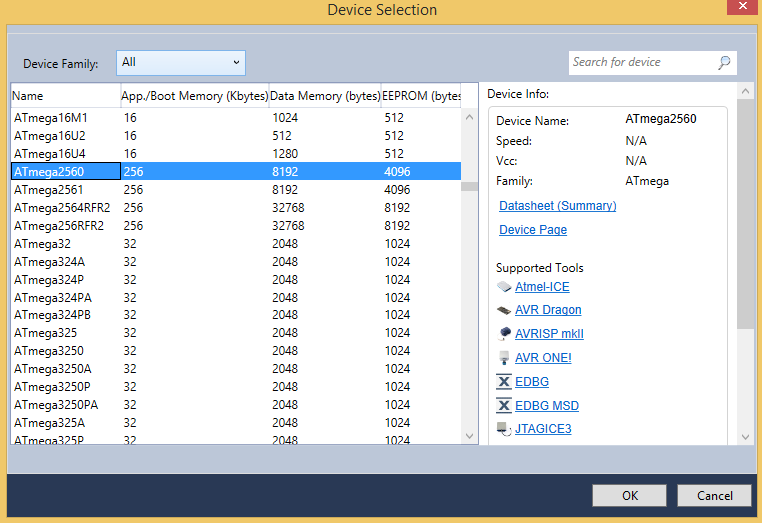 Device Selection
Device Family: All
Search for device
Name App./Boot Memory (Kbytes) Data Memory (bytes) EEPROM (bytes
ATmega16M1 16 1024 512
ATmega16U2 16 512 512
ATmega16U4 16 1280 512
ATmega2560 256 8192 4096
ATmega2561 256 8192 4096
ATmega2564RFR2 256 32768 8192
ATmega256RFR2 256 32768 8192
ATmega32 32 2048 1024
ATmega324A 32 2048 1024
ATmega324P 32 2048 1024
ATmega324PA 32 2048 1024
ATmega324PB 32 2048 1024
ATmega325 32 2048 1024
ATmega3250 32 2048 1024
ATmega3250A 32 2048 1024
ATmega3250P 32 2048 1024
ATmega3250PA 32 2048 1024
ATmega325A 32 2048 1024
ATmega325P 32 2048 1024
Device Info:
Device Name: ATmega2560
Speed: N/A
Vcc: N/A
Family: ATmega
Datasheet (Summary)
Device Page
Supported Tools
Atmel-ICE
AVR Dragon
AVRISP mkII
AVR ONE!
EDBG
EDBG MSD
JTAGICE3
OK Cancel